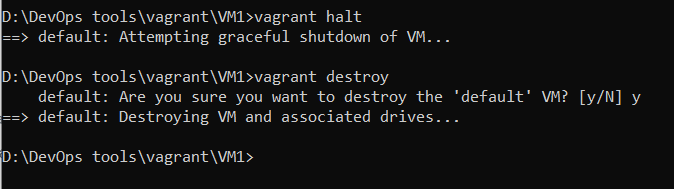 D:\DevOps tools\vagrant\VM1>vagrant halt
==> default: Attempting graceful shutdown of VM...
D:\DevOps tools\vagrant\VM1>vagrant destroy
    default: Are you sure you want to destroy the 'default' VM? [y/N] y
==> default: Destroying VM and associated drives...
D:\DevOps tools\vagrant\VM1>